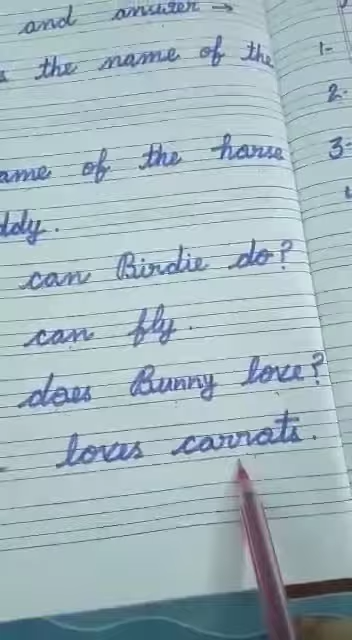 and answer →
the name of the
ame of the horse
ddy.
can Birdie do?
can fly.
does Bunny love?
loves carrots.
1-
2.
3-